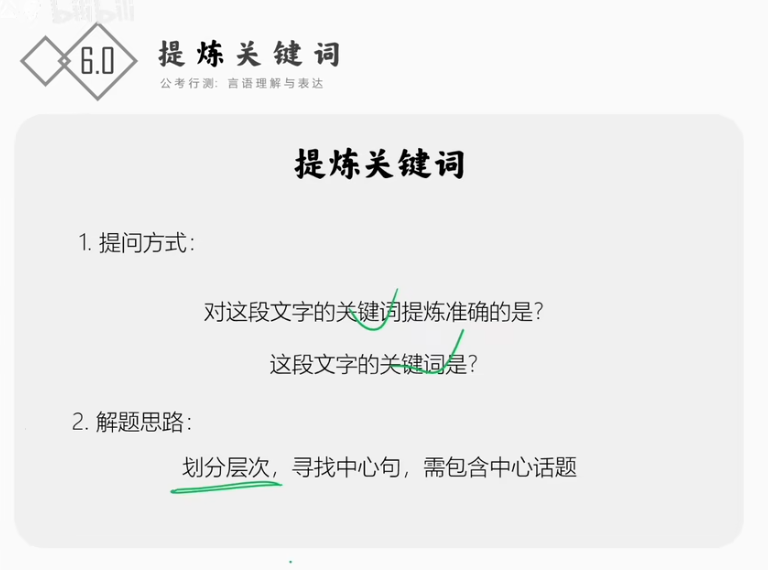 bilibili
6.0
提炼关键词
公考行测：言语理解与表达
提炼关键词
1. 提问方式：
对这段文字的关键词提炼准确的是？
这段文字的关键词是？
2. 解题思路：
划分层次，寻找中心句，需包含中心话题